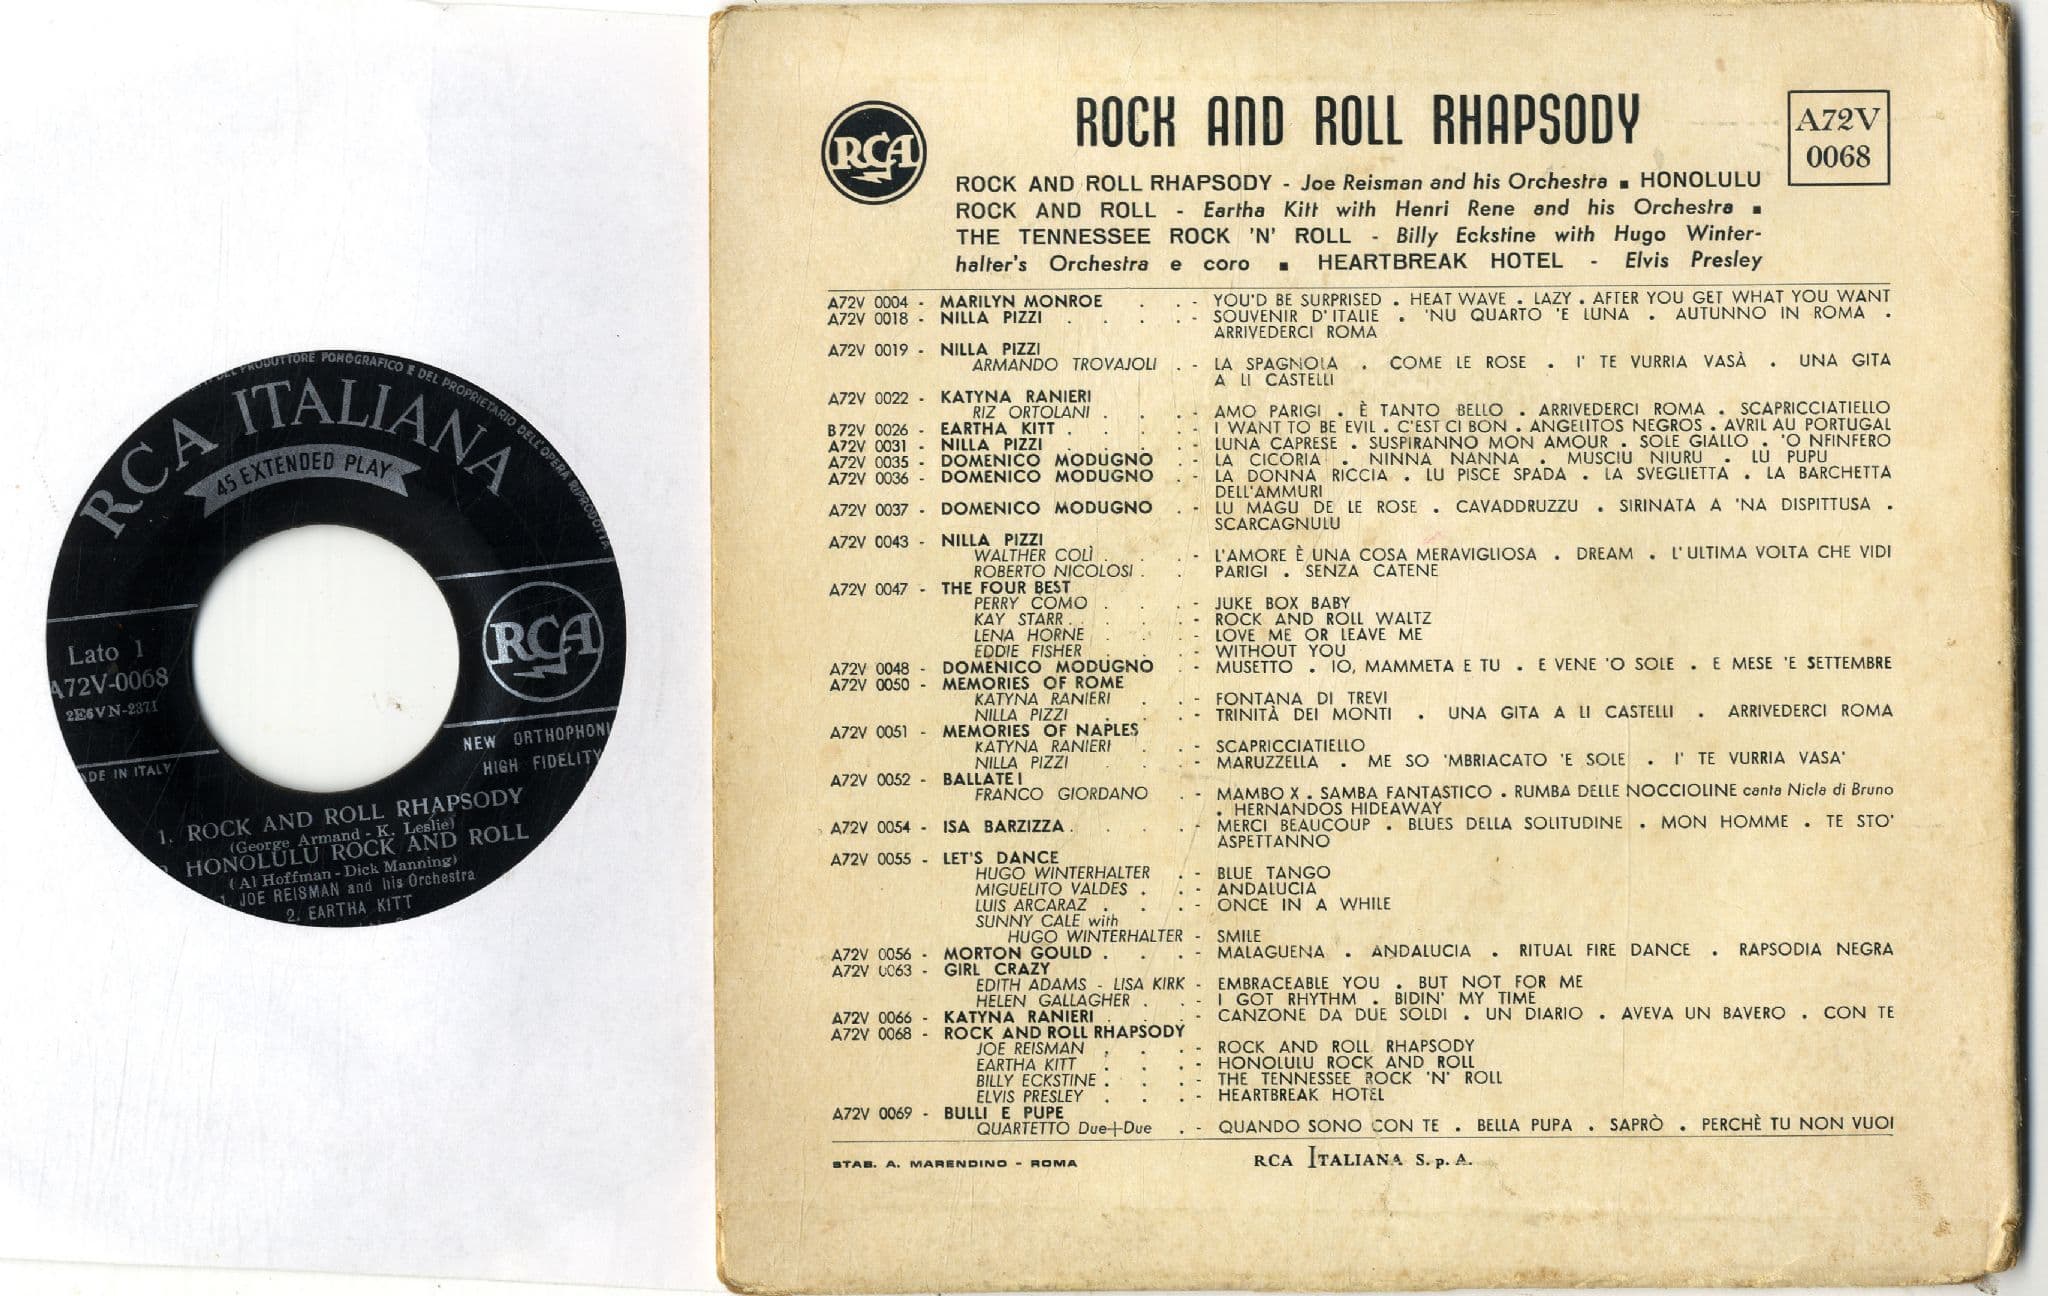 DEL PRODUTTORE FONOGRAFICO E DEL PROPRIETARIO DELL'OPERA RIPRODOTTA
RCA ITALIANA
45 EXTENDED PLAY
RCA
Lato 1
A72V-0068
2E6VN-2371
NEW ORTHOPHONI
HIGH FIDELITY
ADE IN ITALY
1. ROCK AND ROLL RHAPSODY
(George Armand - K. Leslie)
HONOLULU ROCK AND ROLL
(Al Hoffman - Dick Manning)
1. JOE REISMAN and his Orchestra
2. EARTHA KITT
RCA
ROCK AND ROLL RHAPSODY
A72V
0068
ROCK AND ROLL RHAPSODY - Joe Reisman and his Orchestra ▪ HONOLULU
ROCK AND ROLL - Eartha Kitt with Henri Rene and his Orchestra ▪
THE TENNESSEE ROCK 'N' ROLL - Billy Eckstine with Hugo Winter-
halter's Orchestra e coro ▪ HEARTBREAK HOTEL - Elvis Presley
A72V 0004 - MARILYN MONROE . . - YOU'D BE SURPRISED . HEAT WAVE . LAZY . AFTER YOU GET WHAT YOU WANT
A72V 0018 - NILLA PIZZI . . . . - SOUVENIR D'ITALIE . 'NU QUARTO 'E LUNA . AUTUNNO IN ROMA .
ARRIVEDERCI ROMA
A72V 0019 - NILLA PIZZI
ARMANDO TROVAJOLI . - LA SPAGNOLA . COME LE ROSE . I' TE VURRIA VASÀ . UNA GITA
A LI CASTELLI
A72V 0022 - KATYNA RANIERI
RIZ ORTOLANI . . . - AMO PARIGI . È TANTO BELLO . ARRIVEDERCI ROMA . SCAPRICCIATIELLO
B72V 0026 - EARTHA KITT . . . . - I WANT TO BE EVIL . C'EST CI BON . ANGELITOS NEGROS . AVRIL AU PORTUGAL
A72V 0031 - NILLA PIZZI . . . . - LUNA CAPRESE . SUSPIRANNO MON AMOUR . SOLE GIALLO . 'O NFINFERO
A72V 0035 - DOMENICO MODUGNO . - LA CICORIA . NINNA NANNA . MUSCIU NIURU . LU PUPU
A72V 0036 - DOMENICO MODUGNO . - LA DONNA RICCIA . LU PISCE SPADA . LA SVEGLIETTA . LA BARCHETTA
DELL'AMMURI
A72V 0037 - DOMENICO MODUGNO . - LU MAGU DE LE ROSE . CAVADDRUZZU . SIRINATA A 'NA DISPITTUSA .
SCARCAGNULU
A72V 0043 - NILLA PIZZI
WALTHER COLÌ . . . - L'AMORE È UNA COSA MERAVIGLIOSA . DREAM . L'ULTIMA VOLTA CHE VIDI
ROBERTO NICOLOSI . . PARIGI . SENZA CATENE
A72V 0047 - THE FOUR BEST
PERRY COMO . . . - JUKE BOX BABY
KAY STARR . . . . - ROCK AND ROLL WALTZ
LENA HORNE . . . - LOVE ME OR LEAVE ME
EDDIE FISHER . . . - WITHOUT YOU
A72V 0048 - DOMENICO MODUGNO . - MUSETTO . IO, MAMMETA E TU . E VENE 'O SOLE . E MESE 'E SETTEMBRE
A72V 0050 - MEMORIES OF ROME
KATYNA RANIERI . . - FONTANA DI TREVI
NILLA PIZZI . . . - TRINITÀ DEI MONTI . UNA GITA A LI CASTELLI . ARRIVEDERCI ROMA
A72V 0051 - MEMORIES OF NAPLES
KATYNA RANIERI . . - SCAPRICCIATIELLO
NILLA PIZZI . . . - MARUZZELLA . ME SO 'MBRIACATO 'E SOLE . I' TE VURRIA VASA'
A72V 0052 - BALLATE!
FRANCO GIORDANO . - MAMBO X . SAMBA FANTASTICO . RUMBA DELLE NOCCIOLINE canta Nicla di Bruno
. HERNANDOS HIDEAWAY
A72V 0054 - ISA BARZIZZA . . . . - MERCI BEAUCOUP . BLUES DELLA SOLITUDINE . MON HOMME . TE STO'
ASPETTANNO
A72V 0055 - LET'S DANCE
HUGO WINTERHALTER . - BLUE TANGO
MIGUELITO VALDES . . - ANDALUCIA
LUIS ARCARAZ . . . - ONCE IN A WHILE
SUNNY CALE with
HUGO WINTERHALTER - SMILE
A72V 0056 - MORTON GOULD . . . - MALAGUENA . ANDALUCIA . RITUAL FIRE DANCE . RAPSODIA NEGRA
A72V 0063 - GIRL CRAZY
EDITH ADAMS - LISA KIRK - EMBRACEABLE YOU . BUT NOT FOR ME
HELEN GALLAGHER . . - I GOT RHYTHM . BIDIN' MY TIME
A72V 0066 - KATYNA RANIERI . . . - CANZONE DA DUE SOLDI . UN DIARIO . AVEVA UN BAVERO . CON TE
A72V 0068 - ROCK AND ROLL RHAPSODY
JOE REISMAN . . . - ROCK AND ROLL RHAPSODY
EARTHA KITT . . . - HONOLULU ROCK AND ROLL
BILLY ECKSTINE . . . - THE TENNESSEE ROCK 'N' ROLL
ELVIS PRESLEY . . . - HEARTBREAK HOTEL
A72V 0069 - BULLI E PUPE
QUARTETTO Due+Due . - QUANDO SONO CON TE . BELLA PUPA . SAPRÒ . PERCHÈ TU NON VUOI
STAB. A. MARENDINO - ROMA
RCA ITALIANA S. p. A.